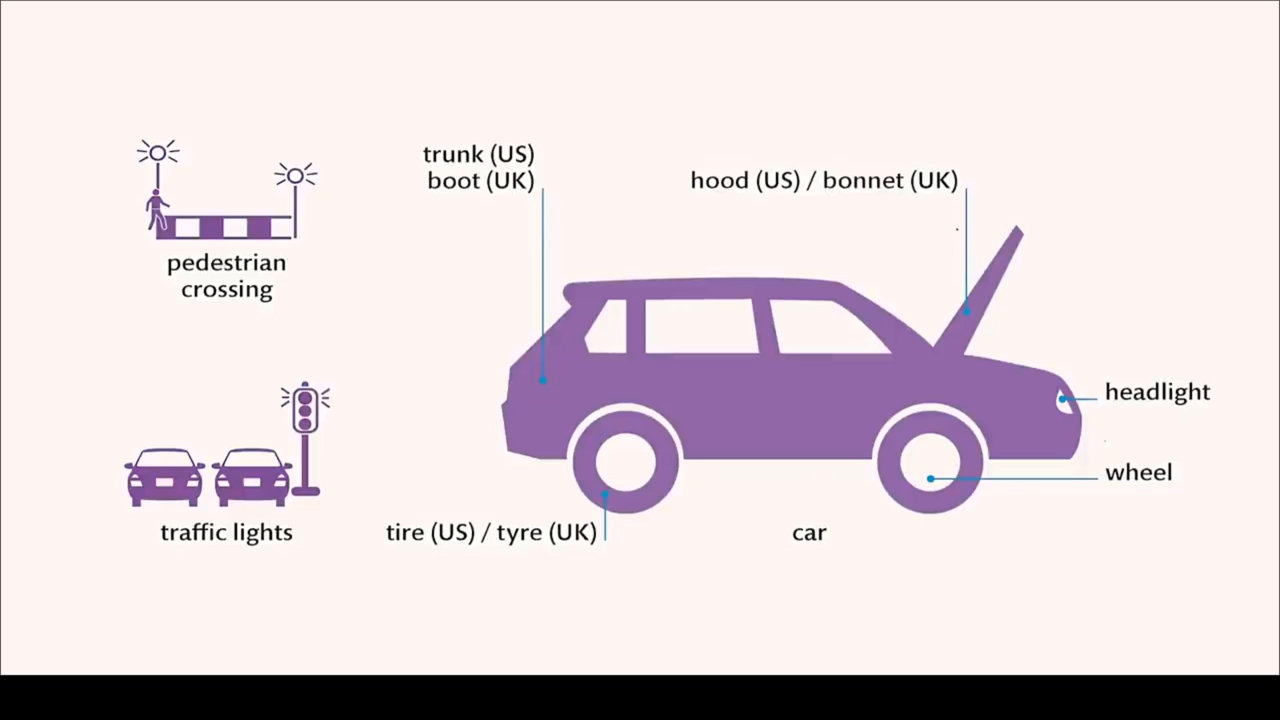 trunk (US)
boot (UK)
hood (US) / bonnet (UK)
pedestrian
crossing
headlight
wheel
traffic lights
tire (US) / tyre (UK)
car